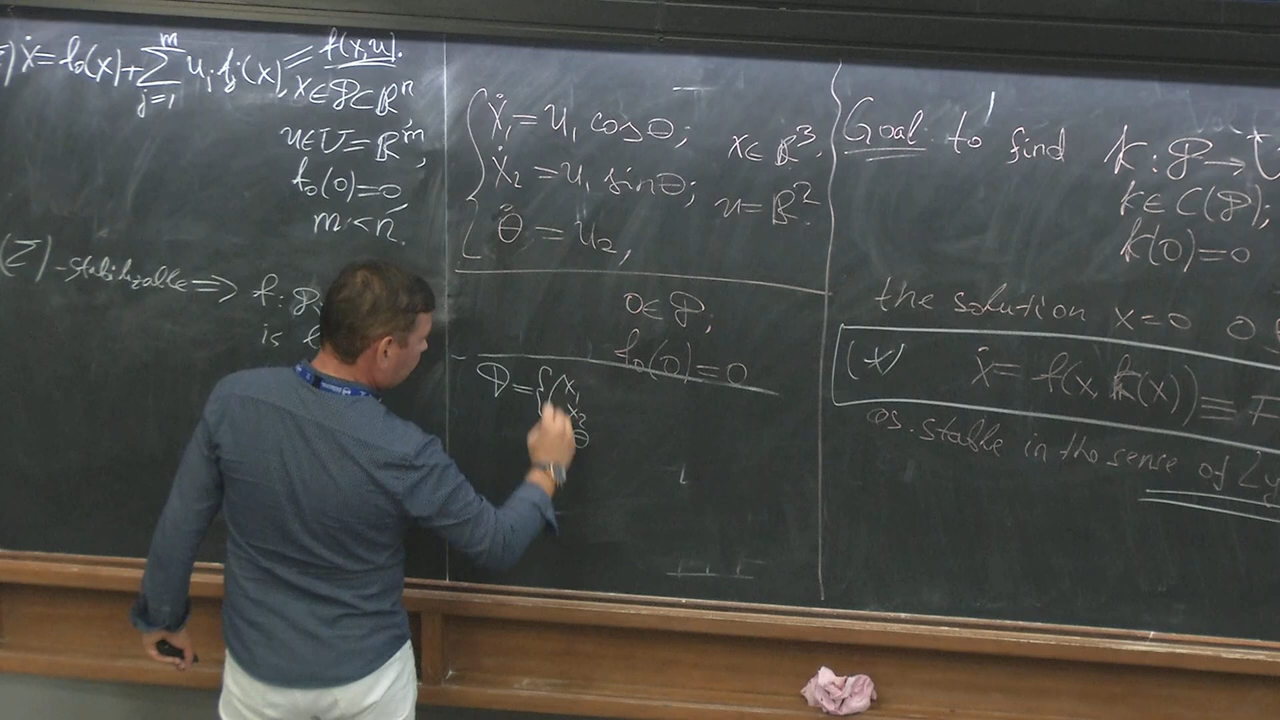 ẋ = f₀(x) + Σ_{j=1}^{m} u_j f_j(x) = f(x,u).
x ∈ 𝒟 ⊂ ℝⁿ
u ∈ U = ℝᵐ,
f₀(0) = 0,
m < n.
(Σ) - stabilizable ⇒ f : 𝒟
is
ẋ₁ = u₁ cos θ;
ẋ₂ = u₁ sin θ;
θ̇ = u₂,
x ∈ ℝ³,
u = ℝ²
0 ∈ 𝒟;
f₀(0) = 0
𝒟 = { ( x₁
x₂
θ
Goal: to find k : 𝒟 → U
k ∈ C(𝒟);
k(0) = 0
the solution x = 0
(*) ẋ = f(x, k(x)) ≡ F
as. stable in the sense of Ly